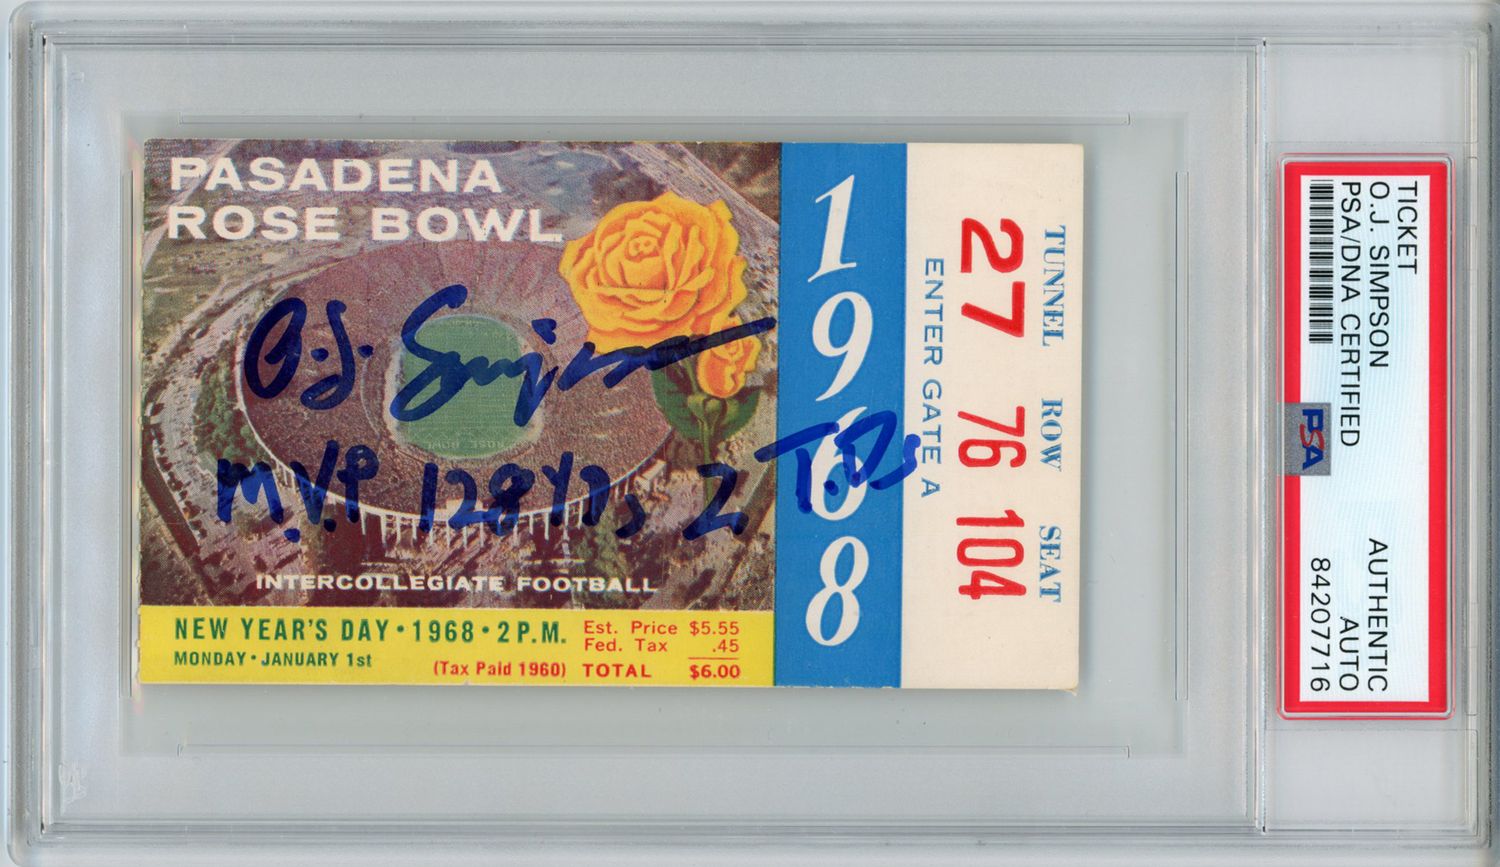 PASADENA
ROSE BOWL
O.J. Simpson
M.V.P. 128 YDS, 2 T.D.s
INTERCOLLEGIATE FOOTBALL
NEW YEAR'S DAY • 1968 • 2 P.M.
MONDAY • JANUARY 1st
(Tax Paid 1960)
Est. Price $5.55
Fed. Tax .45
TOTAL $6.00
1968
ENTER GATE A
27 76 104
TUNNEL ROW SEAT
TICKET
O.J. SIMPSON
PSA/DNA CERTIFIED
AUTHENTIC
AUTO
84207716
PSA